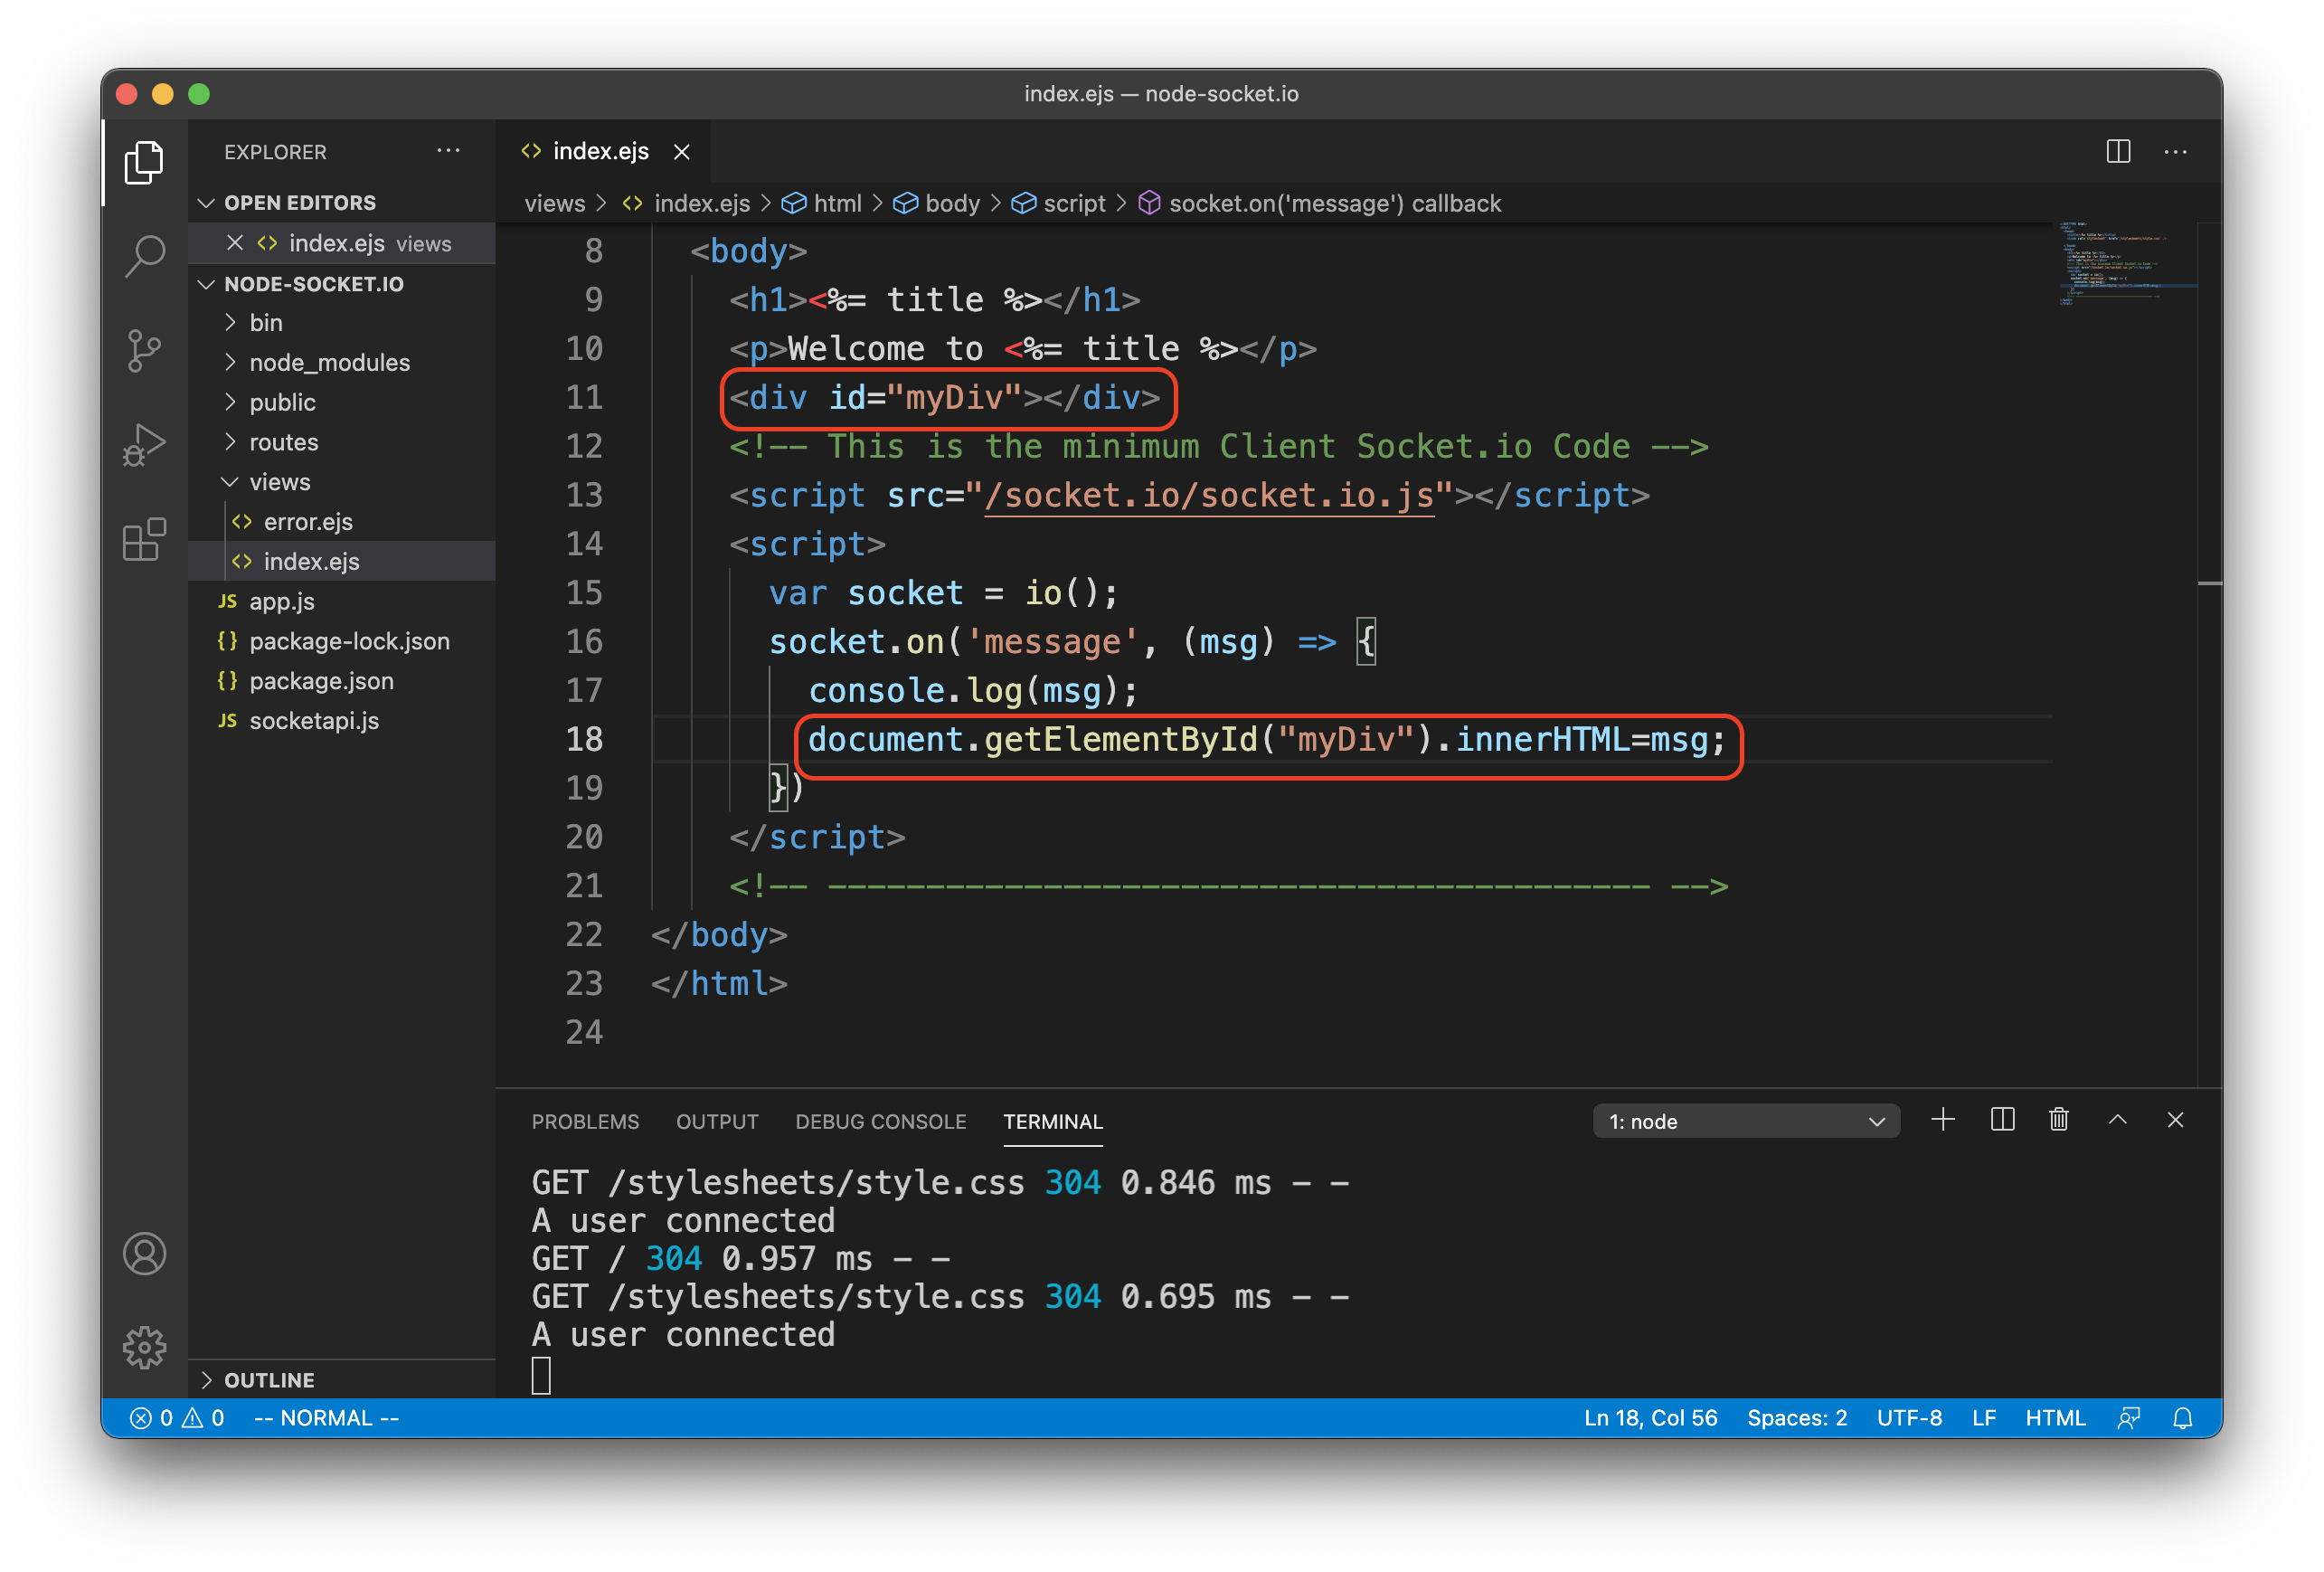 index.ejs — node-socket.io
EXPLORER
OPEN EDITORS
index.ejs views
NODE-SOCKET.IO
bin
node_modules
public
routes
views
error.ejs
index.ejs
JS app.js
{} package-lock.json
{} package.json
JS socketapi.js
OUTLINE
index.ejs
views > index.ejs > html > body > script > socket.on('message') callback
8 <body>
9 <h1><%= title %></h1>
10 <p>Welcome to <%= title %></p>
11 <div id="myDiv"></div>
12 <!-- This is the minimum Client Socket.io Code -->
13 <script src="/socket.io/socket.io.js"></script>
14 <script>
15 var socket = io();
16 socket.on('message', (msg) => {
17 console.log(msg);
18 document.getElementById("myDiv").innerHTML=msg;
19 })
20 </script>
21 <!-- ------------------------------------------ -->
22 </body>
23 </html>
24
PROBLEMS OUTPUT DEBUG CONSOLE TERMINAL 1: node
GET /stylesheets/style.css 304 0.846 ms - -
A user connected
GET / 304 0.957 ms - -
GET /stylesheets/style.css 304 0.695 ms - -
A user connected
0 0 -- NORMAL -- Ln 18, Col 56 Spaces: 2 UTF-8 LF HTML